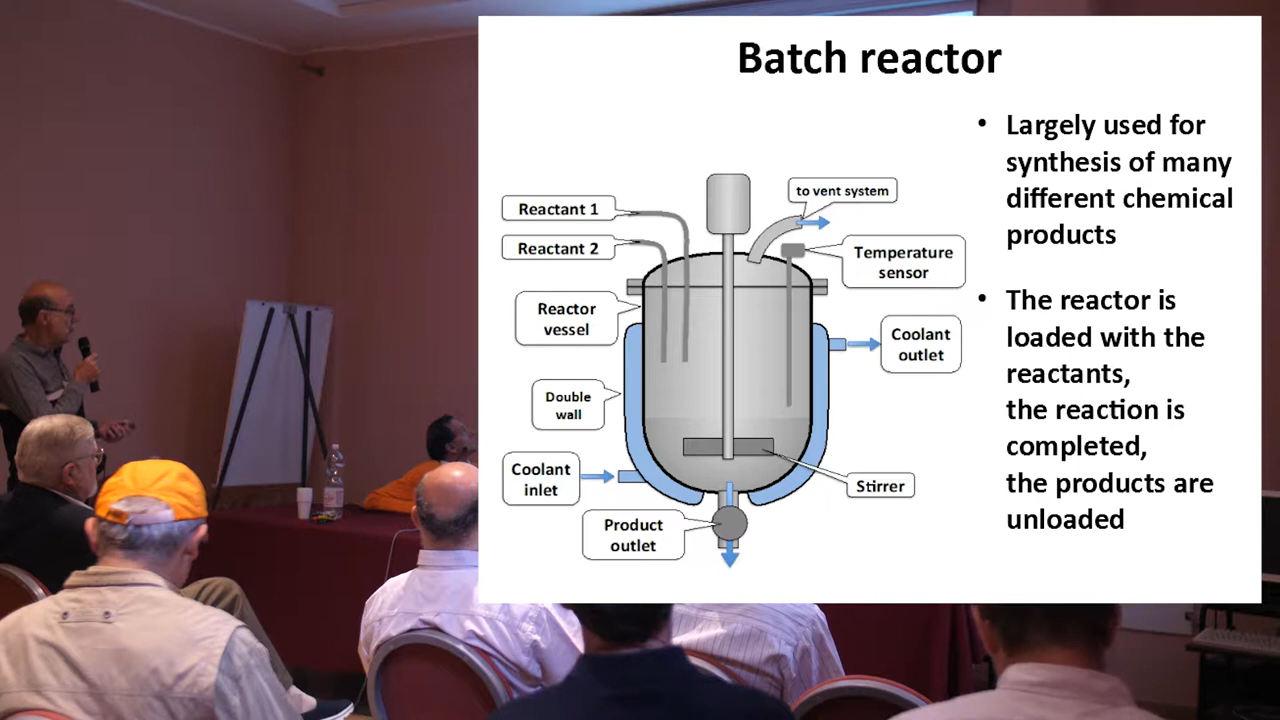 Batch reactor
Reactant 1
Reactant 2
Reactor
vessel
Double
wall
Coolant
inlet
Product
outlet
to vent system
Temperature
sensor
Coolant
outlet
Stirrer
• Largely used for
synthesis of many
different chemical
products
• The reactor is
loaded with the
reactants,
the reaction is
completed,
the products are
unloaded